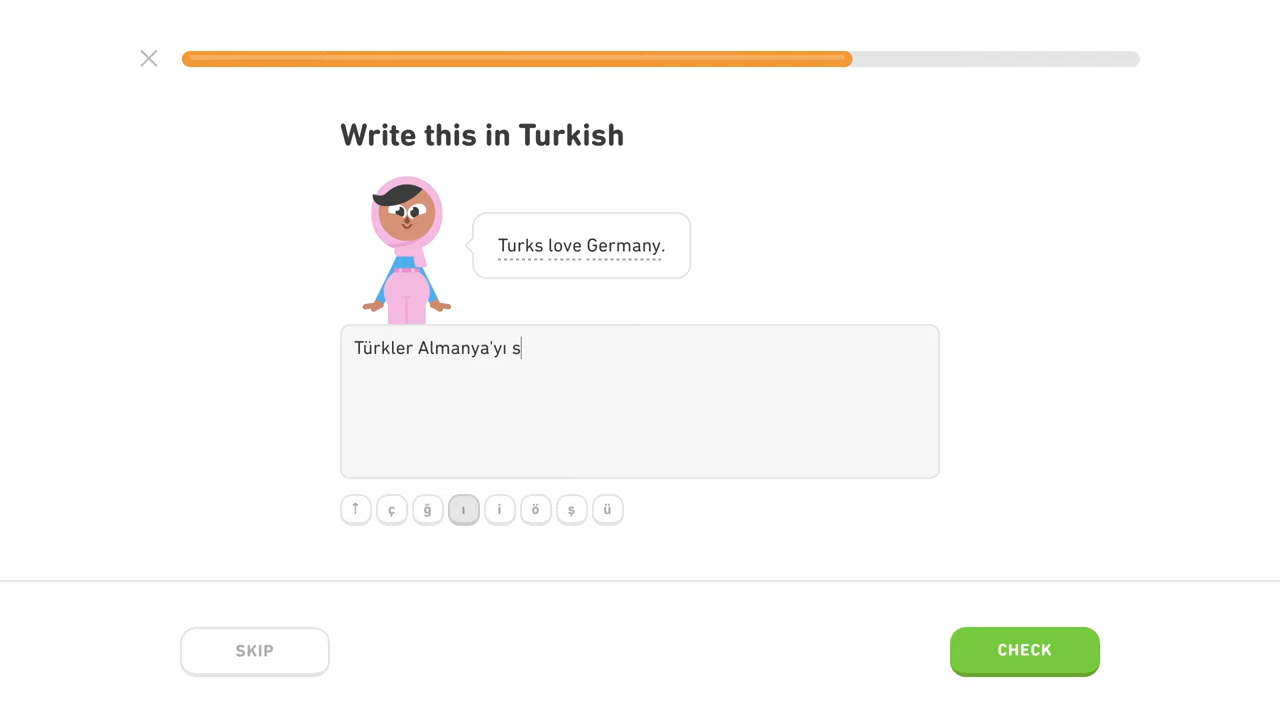 Write this in Turkish
Turks love Germany.
Türkler Almanya'yı s
↑ ç ğ ı i ö ş ü
SKIP
CHECK